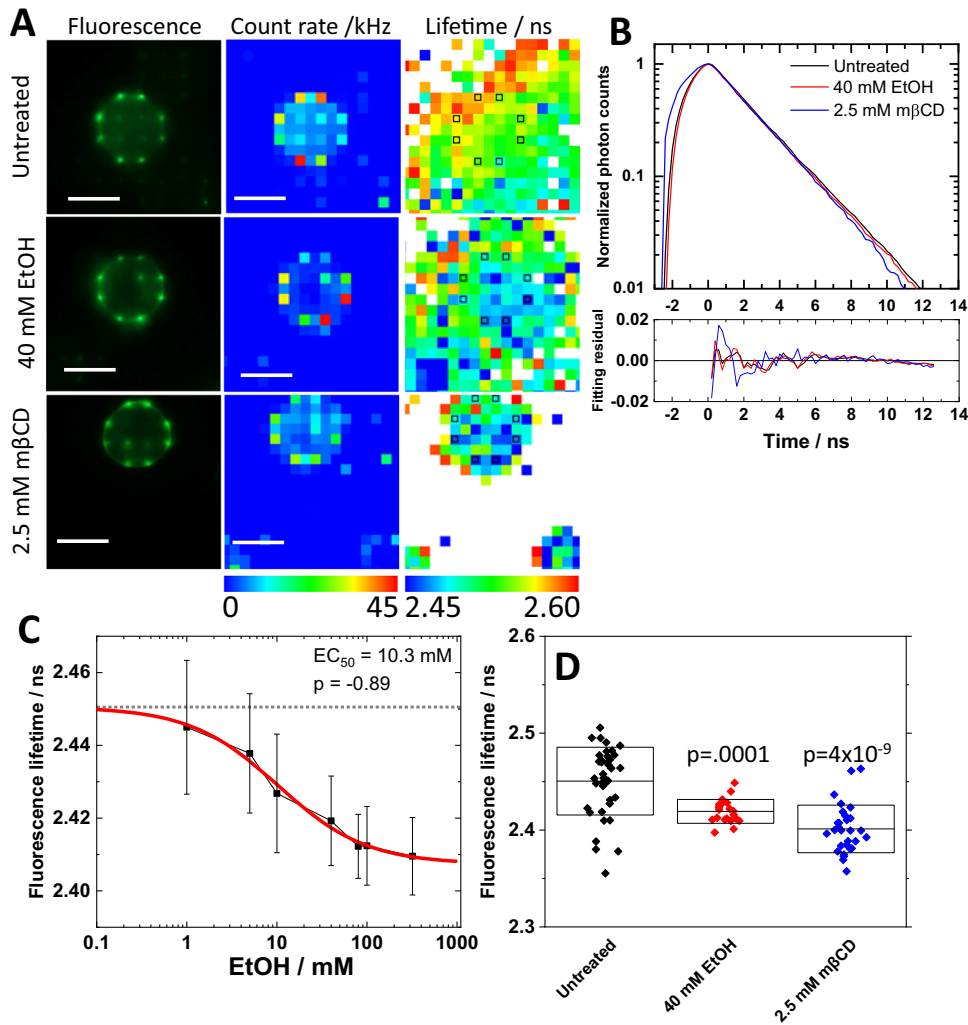 A
Fluorescence
Count rate /kHz
Lifetime / ns
Untreated
40 mM EtOH
2.5 mM mβCD
0
45
2.45
2.60
B
Untreated
40 mM EtOH
2.5 mM mβCD
Normalized photon counts
1
0.1
0.01
-2 0 2 4 6 8 10 12 14
Fitting residual
0.02
0.00
-0.02
-2 0 2 4 6 8 10 12 14
Time / ns
C
EC50 = 10.3 mM
p = -0.89
Fluorescence lifetime / ns
2.46
2.44
2.42
2.40
0.1 1 10 100 1000
EtOH / mM
D
Fluorescence lifetime / ns
2.6
2.5
2.4
2.3
p=.0001
p=4x10-9
Untreated
40 mM EtOH
2.5 mM mβCD